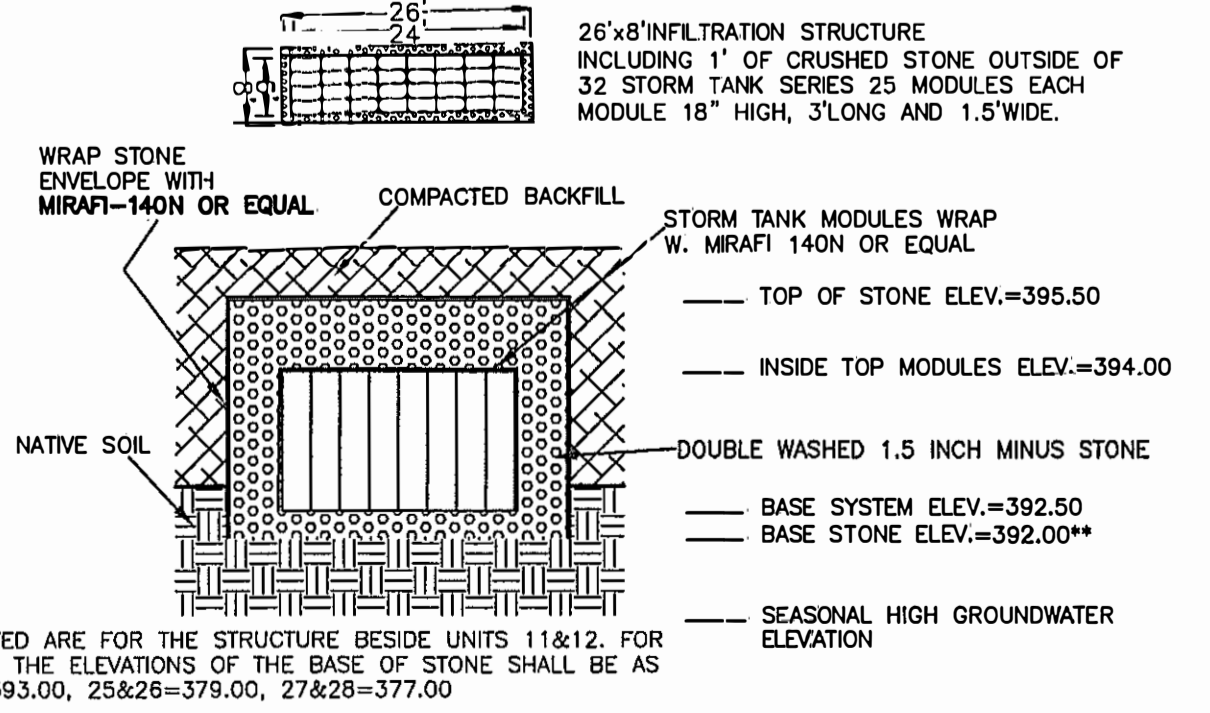 26'
24'
8'
6'
26'x8'INFILTRATION STRUCTURE
INCLUDING 1' OF CRUSHED STONE OUTSIDE OF
32 STORM TANK SERIES 25 MODULES EACH
MODULE 18" HIGH, 3'LONG AND 1.5'WIDE.
WRAP STONE
ENVELOPE WITH
MIRAFI-140N OR EQUAL
COMPACTED BACKFILL
STORM TANK MODULES WRAP
W. MIRAFI 140N OR EQUAL
TOP OF STONE ELEV.=395.50
INSIDE TOP MODULES ELEV.=394.00
NATIVE SOIL
DOUBLE WASHED 1.5 INCH MINUS STONE
BASE SYSTEM ELEV.=392.50
BASE STONE ELEV.=392.00**
SEASONAL HIGH GROUNDWATER
ELEVATION
ARE FOR THE STRUCTURE BESIDE UNITS 11&12. FOR
THE ELEVATIONS OF THE BASE OF STONE SHALL BE AS
93.00, 25&26=379.00, 27&28=377.00